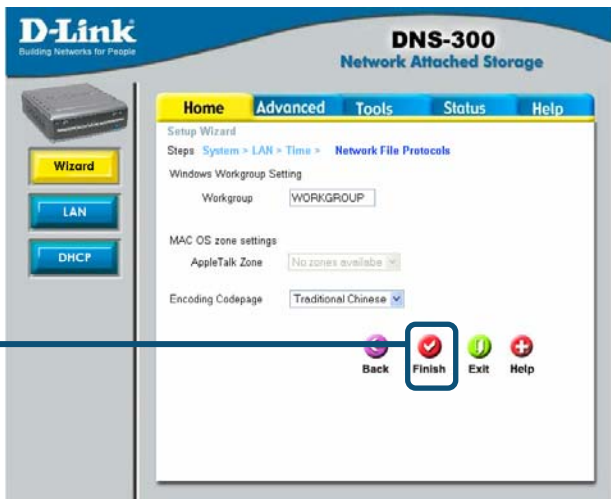 D-Link
Building Networks for People
DNS-300
Network Attached Storage
Home Advanced Tools Status Help
Wizard
LAN
DHCP
Setup Wizard
Steps System > LAN > Time > Network File Protocols
Windows Workgroup Setting
Workgroup WORKGROUP
MAC OS zone settings
AppleTalk Zone No zones availabe
Encoding Codepage Traditional Chinese
Back Finish Exit Help